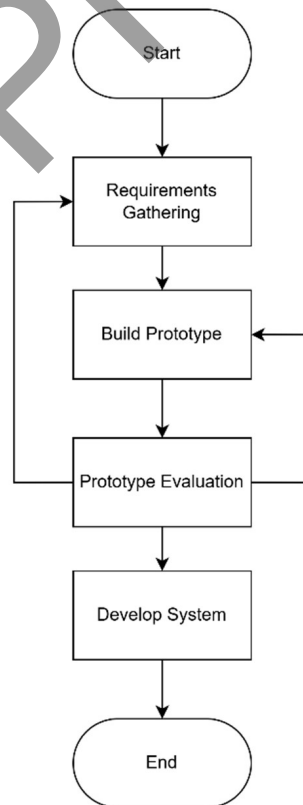 Start
Requirements
Gathering
Build Prototype
Prototype Evaluation
Develop System
End